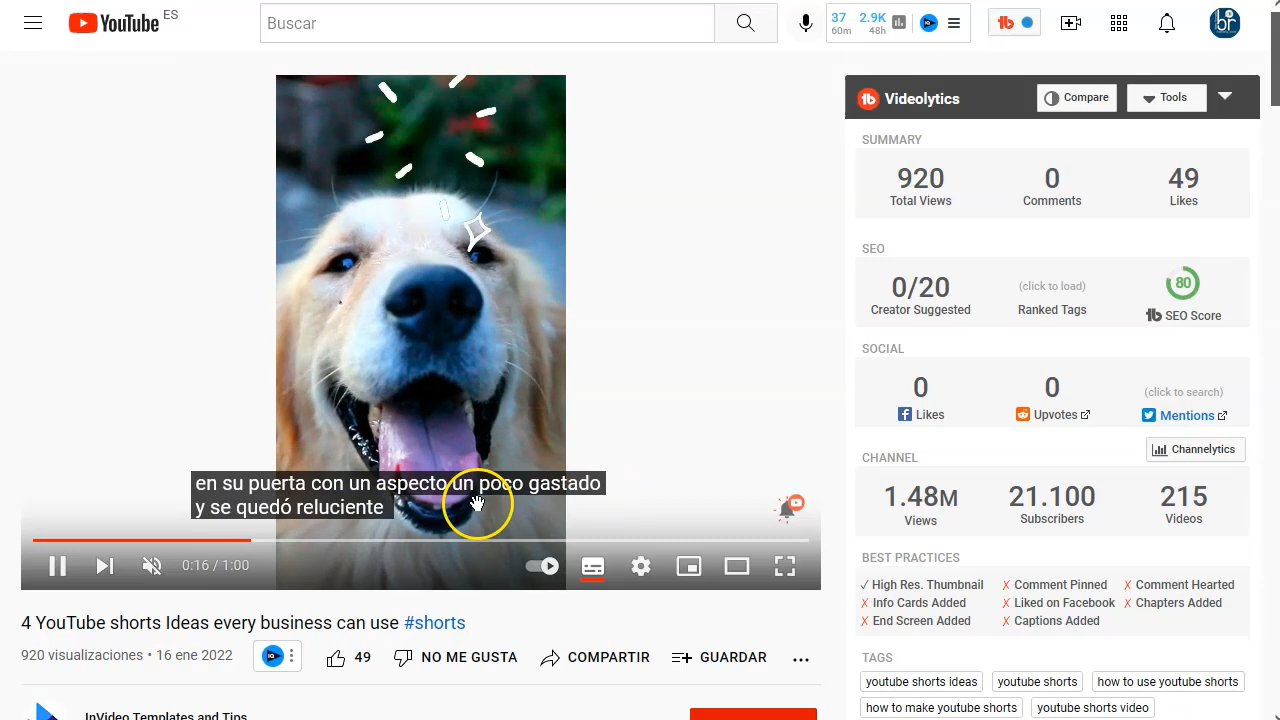 YouTube ES
Buscar
37 2.9K
60m 48h
IQ
tb
br
en su puerta con un aspecto un poco gastado
y se quedó reluciente
0:16 / 1:00
4 YouTube shorts Ideas every business can use #shorts
920 visualizaciones • 16 ene 2022
IQ
49
NO ME GUSTA
COMPARTIR
GUARDAR
InVideo Templates and Tips
tb Videolytics
Compare
Tools
SUMMARY
920 0 49
Total Views Comments Likes
SEO
0/20 (click to load) 80
Creator Suggested Ranked Tags tb SEO Score
SOCIAL
0 0 (click to search)
Likes Upvotes Mentions
Channelytics
CHANNEL
1.48M 21.100 215
Views Subscribers Videos
BEST PRACTICES
✓ High Res. Thumbnail ✗ Comment Pinned ✗ Comment Hearted
✗ Info Cards Added ✗ Liked on Facebook ✗ Chapters Added
✗ End Screen Added ✗ Captions Added
TAGS
youtube shorts ideas youtube shorts how to use youtube shorts
how to make youtube shorts youtube shorts video